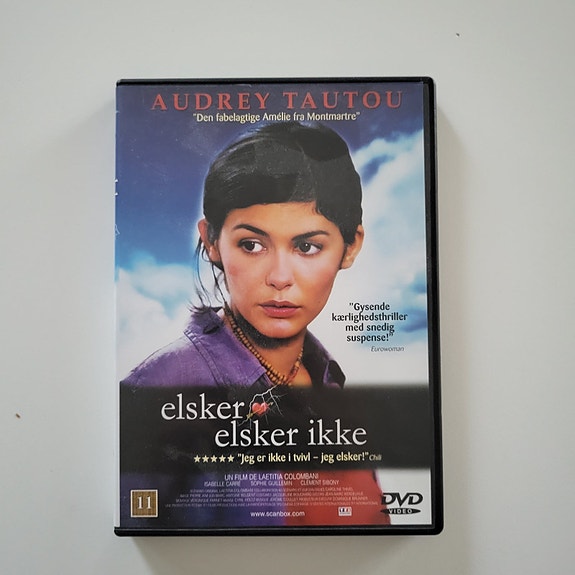 AUDREY TAUTOU
"Den fabelagtige Amélie fra Montmartre"
"Gysende
kærlighedsthriller
med snedig
suspense!"
Eurowoman
elsker
elsker ikke
★★★★★ "Jeg er ikke i tvivl – jeg elsker!" Chili
UN FILM DE LAETITIA COLOMBANI
ISABELLE CARRÉ SOPHIE GUILLEMIN CLÉMENT SIBONY
11
www.scanbox.com
DVD
VIDEO